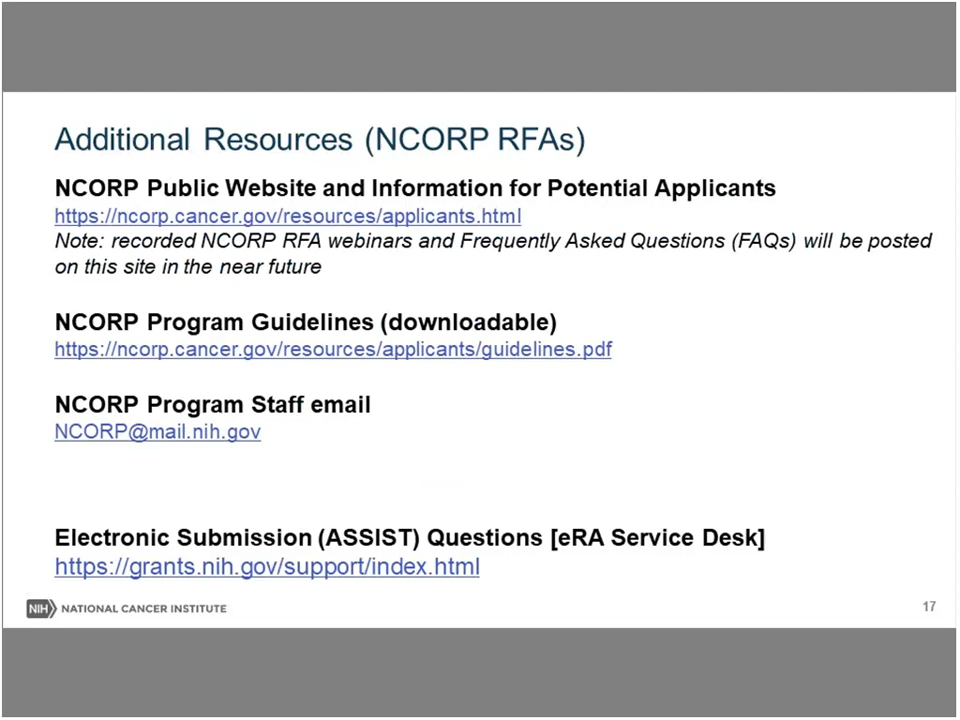 Additional Resources (NCORP RFAs)
NCORP Public Website and Information for Potential Applicants
https://ncorp.cancer.gov/resources/applicants.html
Note: recorded NCORP RFA webinars and Frequently Asked Questions (FAQs) will be posted
on this site in the near future
NCORP Program Guidelines (downloadable)
https://ncorp.cancer.gov/resources/applicants/guidelines.pdf
NCORP Program Staff email
NCORP@mail.nih.gov
Electronic Submission (ASSIST) Questions [eRA Service Desk]
https://grants.nih.gov/support/index.html
NIH NATIONAL CANCER INSTITUTE
17